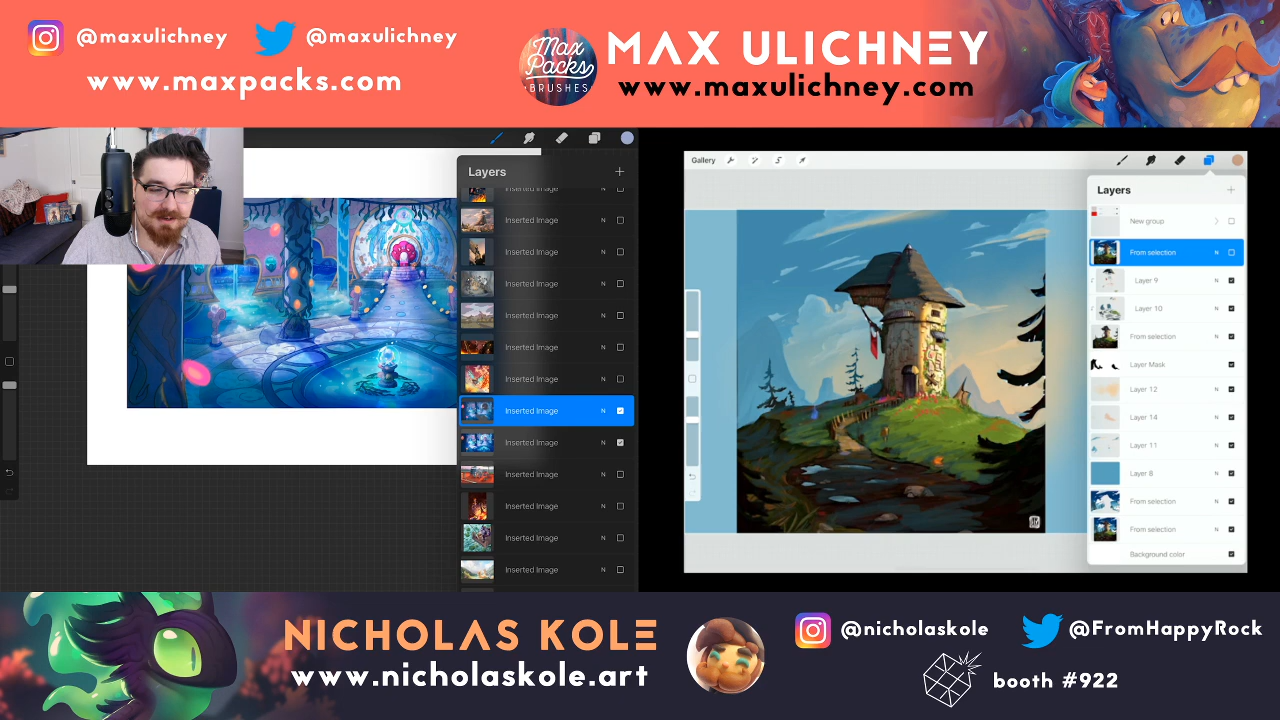 @maxulichney
@maxulichney
www.maxpacks.com
Max
Packs
BRUSHES
MAX ULICHNEY
www.maxulichney.com
Layers
Inserted Image
Inserted Image
N
Inserted Image
N
Inserted Image
N
Inserted Image
N
Inserted Image
N
Inserted Image
N
Inserted Image
N
Inserted Image
N
Inserted Image
N
Inserted Image
N
Inserted Image
N
Inserted Image
N
Gallery
Layers
New group
From selection
N
Layer 9
N
Layer 10
N
From selection
N
Layer Mask
Layer 12
N
Layer 14
N
Layer 11
N
Layer 8
N
From selection
N
From selection
N
Background color
NICHOLAS KOLE
www.nicholaskole.art
@nicholaskole
@FromHappyRock
booth #922